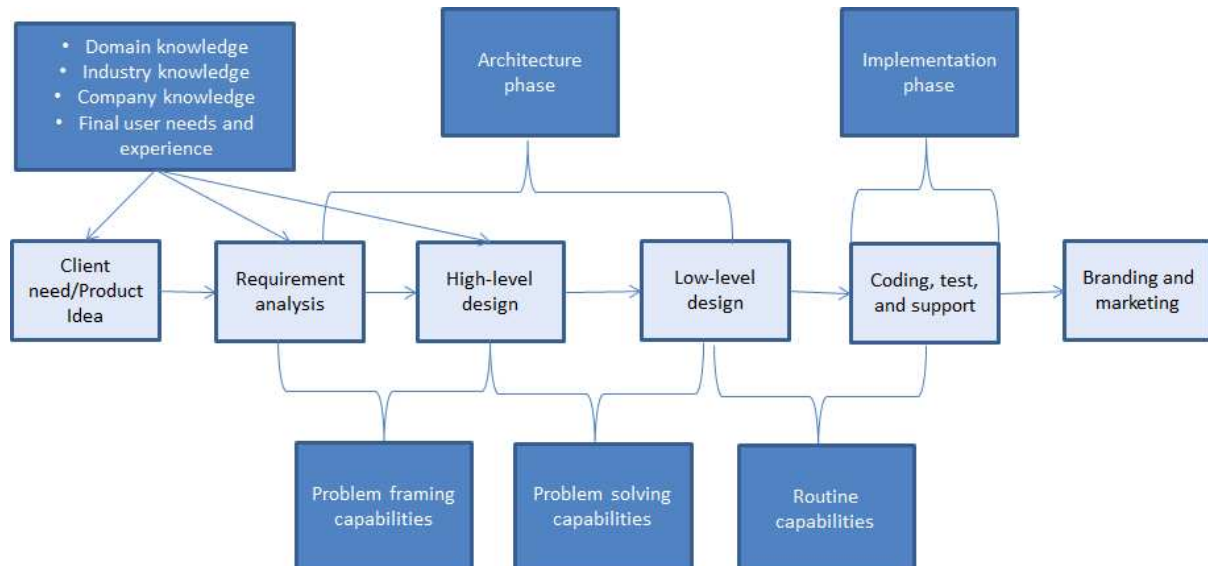 • Domain knowledge
• Industry knowledge
• Company knowledge
• Final user needs and
experience
Architecture
phase
Implementation
phase
Client
need/Product
Idea
Requirement
analysis
High-level
design
Low-level
design
Coding, test,
and support
Branding and
marketing
Problem framing
capabilities
Problem solving
capabilities
Routine
capabilities